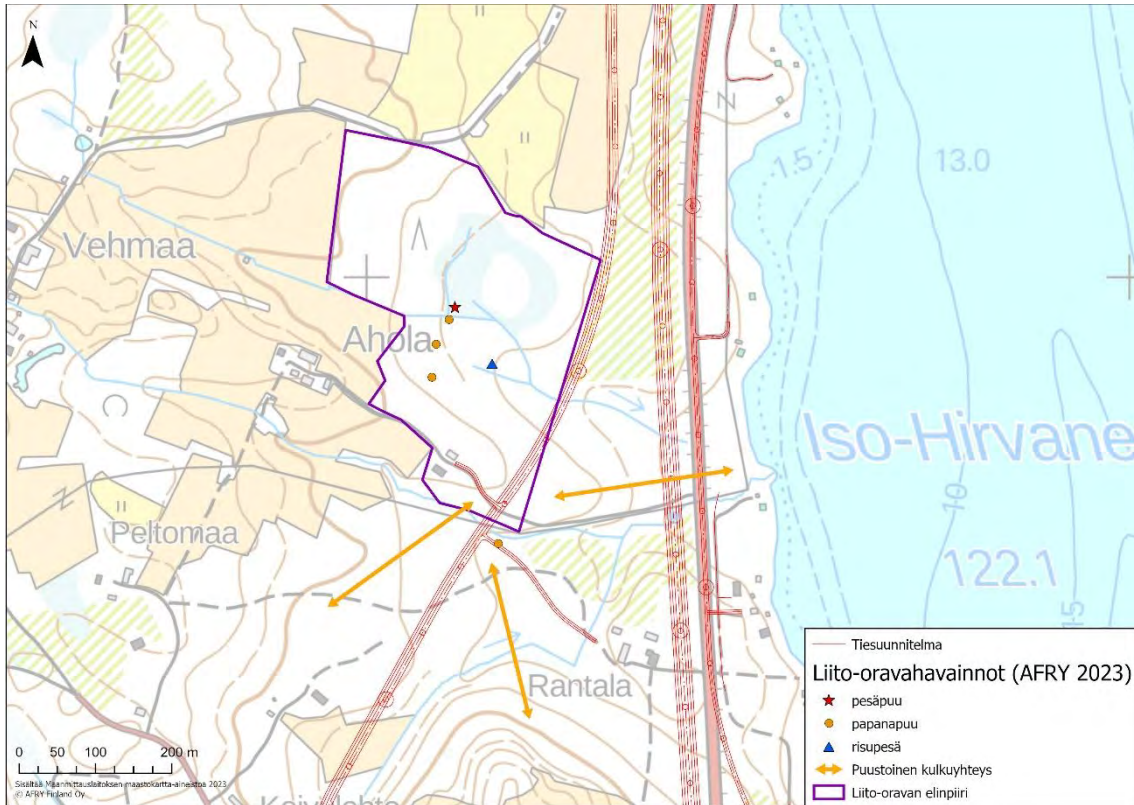 N
1.5
13.0
Vehmaa
Ahola
Iso-Hirvane
10
Peltomaa
122.1
15
Rantala
Tiesuunnitelma
Liito-oravahavainnot (AFRY 2023)
pesäpuu
papanapuu
risupesä
Puustoinen kulkuyhteys
Liito-oravan elinpiiri
0 50 100 200 m
Sisältää Maanmittauslaitoksen maastokartta-aineistoa 2023
© AFRY Finland Oy